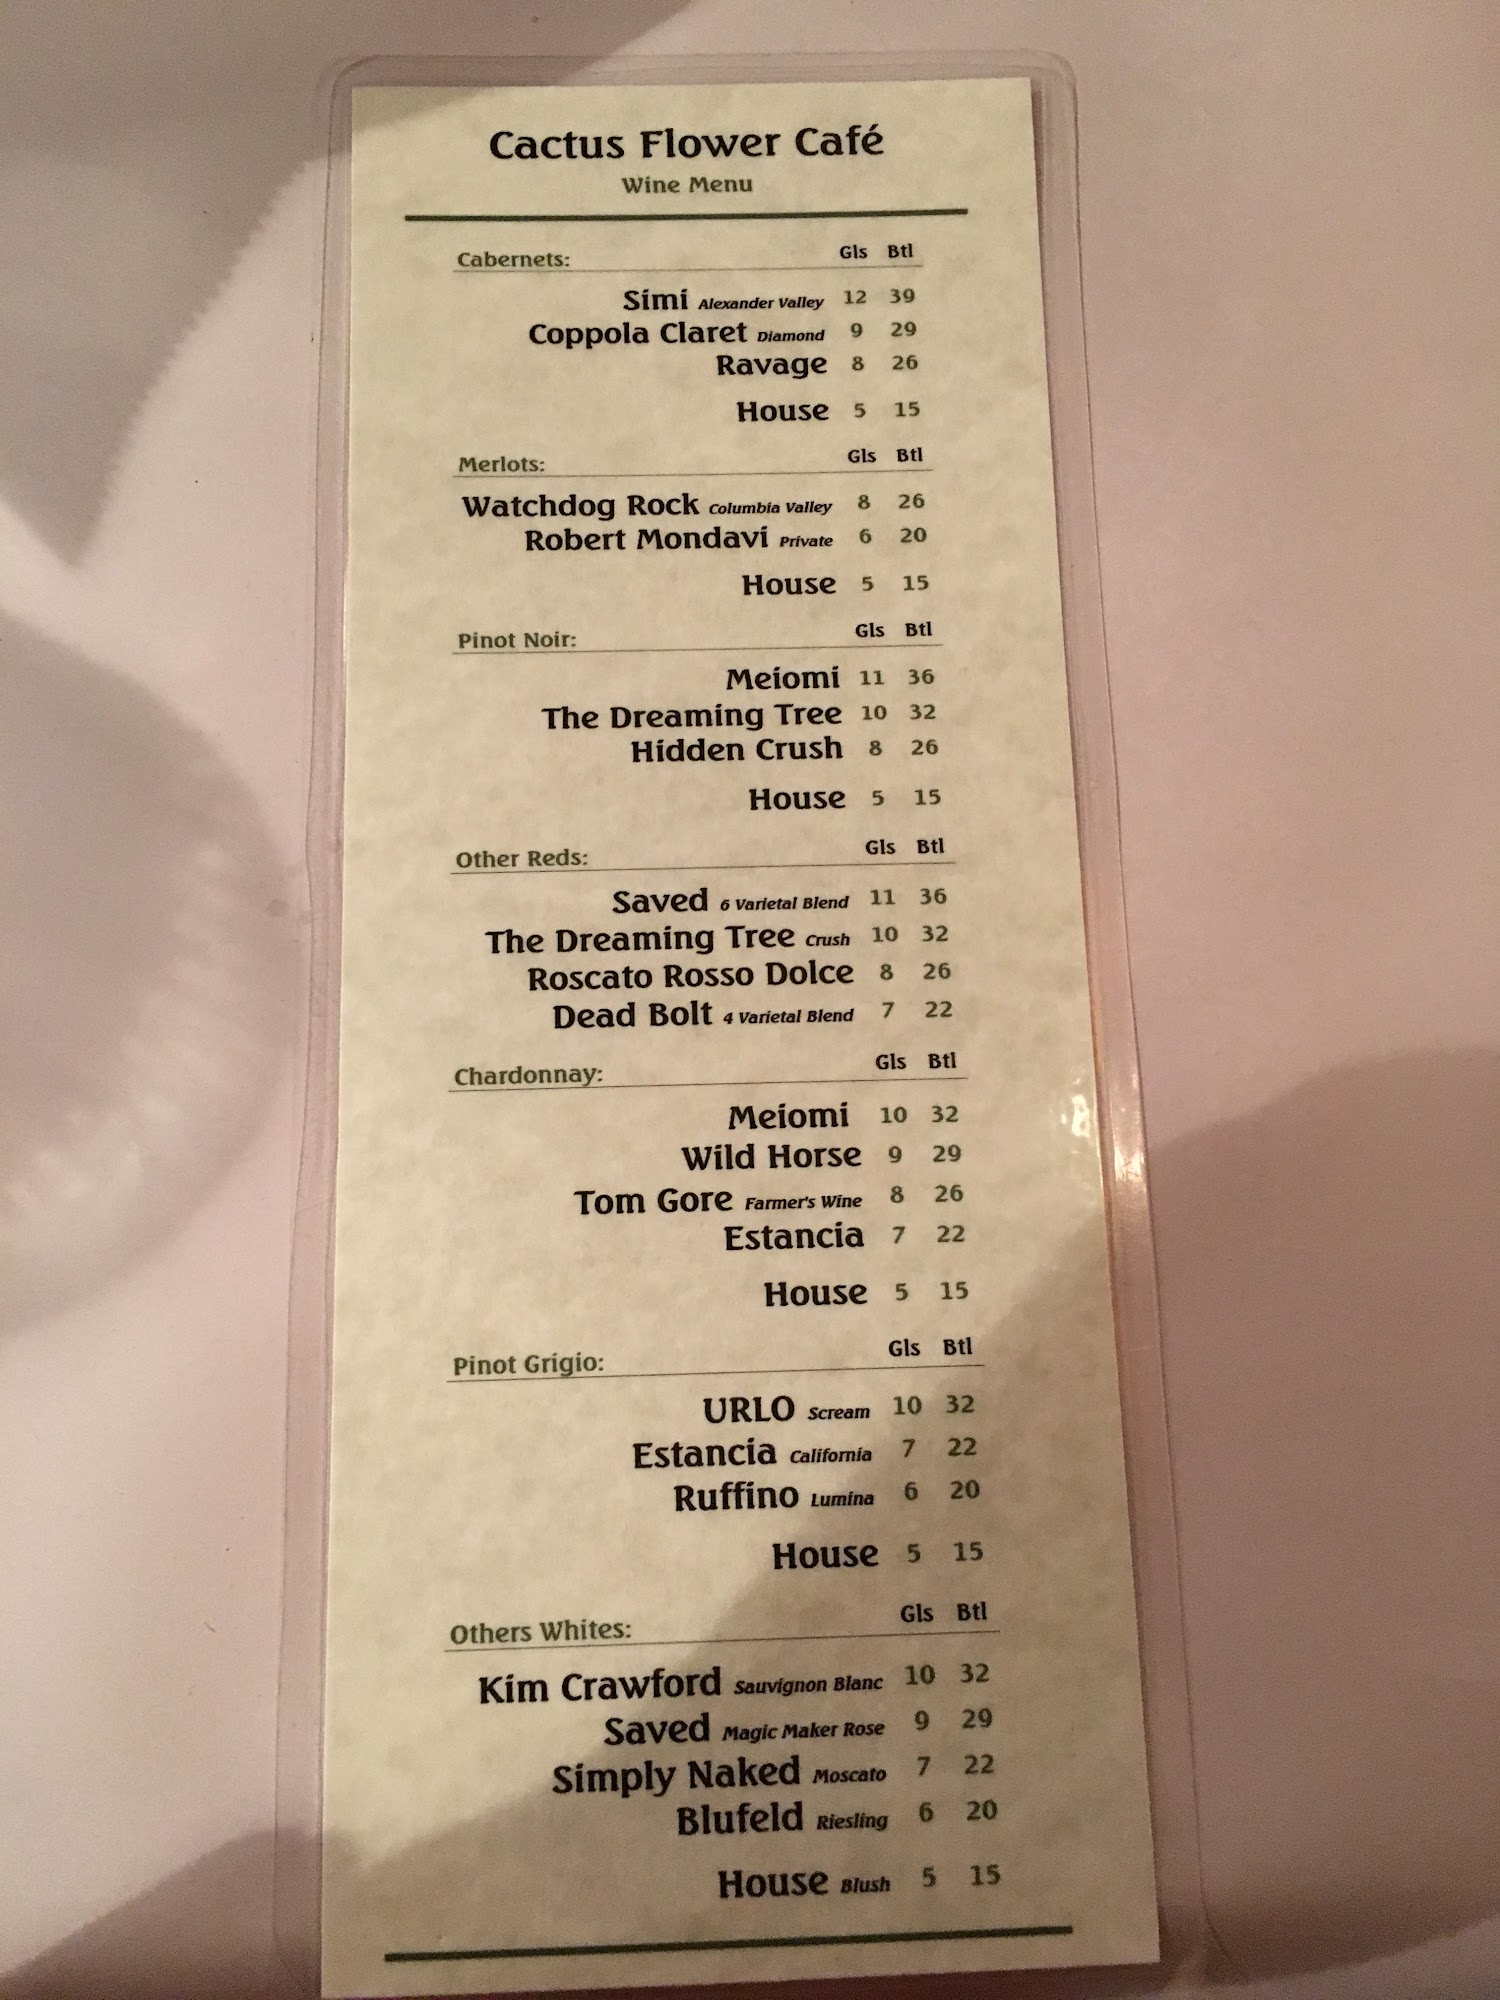 Cactus Flower Café
Wine Menu
Cabernets: Gls Btl
Simi Alexander Valley 12 39
Coppola Claret Diamond 9 29
Ravage 8 26
House 5 15
Merlots: Gls Btl
Watchdog Rock Columbia Valley 8 26
Robert Mondavi Private 6 20
House 5 15
Pinot Noir: Gls Btl
Meiomi 11 36
The Dreaming Tree 10 32
Hidden Crush 8 26
House 5 15
Other Reds: Gls Btl
Saved 6 Varietal Blend 11 36
The Dreaming Tree Crush 10 32
Roscato Rosso Dolce 8 26
Dead Bolt 4 Varietal Blend 7 22
Chardonnay: Gls Btl
Meiomi 10 32
Wild Horse 9 29
Tom Gore Farmer's Wine 8 26
Estancia 7 22
House 5 15
Pinot Grigio: Gls Btl
URLO Scream 10 32
Estancia California 7 22
Ruffino Lumina 6 20
House 5 15
Others Whites: Gls Btl
Kim Crawford Sauvignon Blanc 10 32
Saved Magic Maker Rose 9 29
Simply Naked Moscato 7 22
Blufeld Riesling 6 20
House Blush 5 15